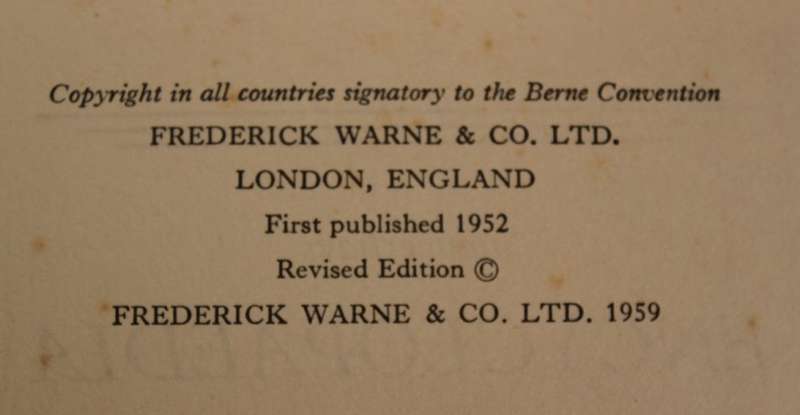 Copyright in all countries signatory to the Berne Convention
FREDERICK WARNE & CO. LTD.
LONDON, ENGLAND
First published 1952
Revised Edition ©
FREDERICK WARNE & CO. LTD. 1959